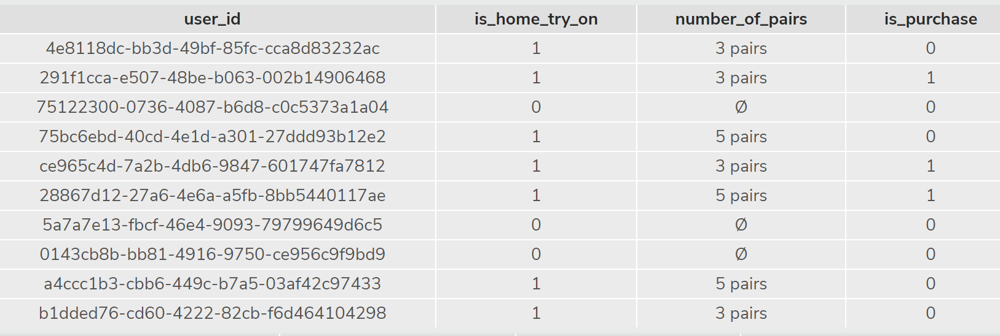 user_id is_home_try_on number_of_pairs is_purchase
4e8118dc-bb3d-49bf-85fc-cca8d83232ac 1 3 pairs 0
291f1cca-e507-48be-b063-002b14906468 1 3 pairs 1
75122300-0736-4087-b6d8-c0c5373a1a04 0 Ø 0
75bc6ebd-40cd-4e1d-a301-27ddd93b12e2 1 5 pairs 0
ce965c4d-7a2b-4db6-9847-601747fa7812 1 3 pairs 1
28867d12-27a6-4e6a-a5fb-8bb5440117ae 1 5 pairs 1
5a7a7e13-fbcf-46e4-9093-79799649d6c5 0 Ø 0
0143cb8b-bb81-4916-9750-ce956c9f9bd9 0 Ø 0
a4ccc1b3-cbb6-449c-b7a5-03af42c97433 1 5 pairs 0
b1dded76-cd60-4222-82cb-f6d464104298 1 3 pairs 0